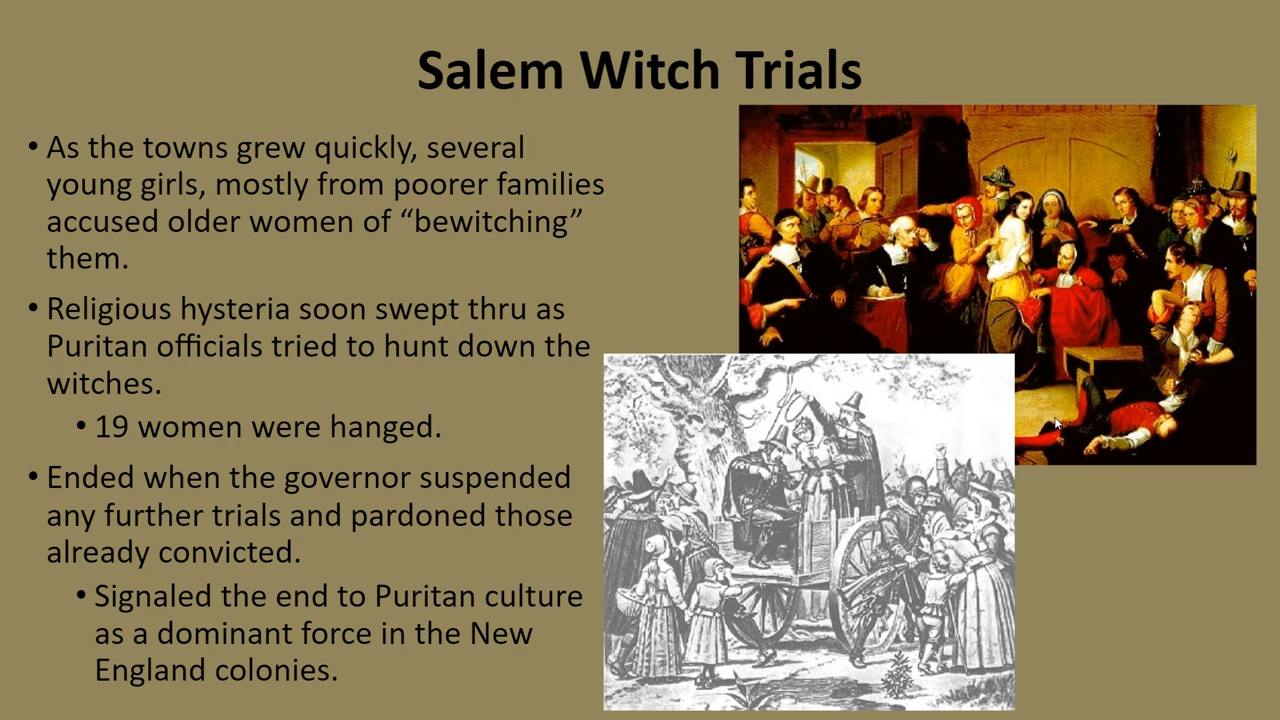 Salem Witch Trials
• As the towns grew quickly, several
young girls, mostly from poorer families
accused older women of “bewitching”
them.
• Religious hysteria soon swept thru as
Puritan officials tried to hunt down the
witches.
• 19 women were hanged.
• Ended when the governor suspended
any further trials and pardoned those
already convicted.
• Signaled the end to Puritan culture
as a dominant force in the New
England colonies.